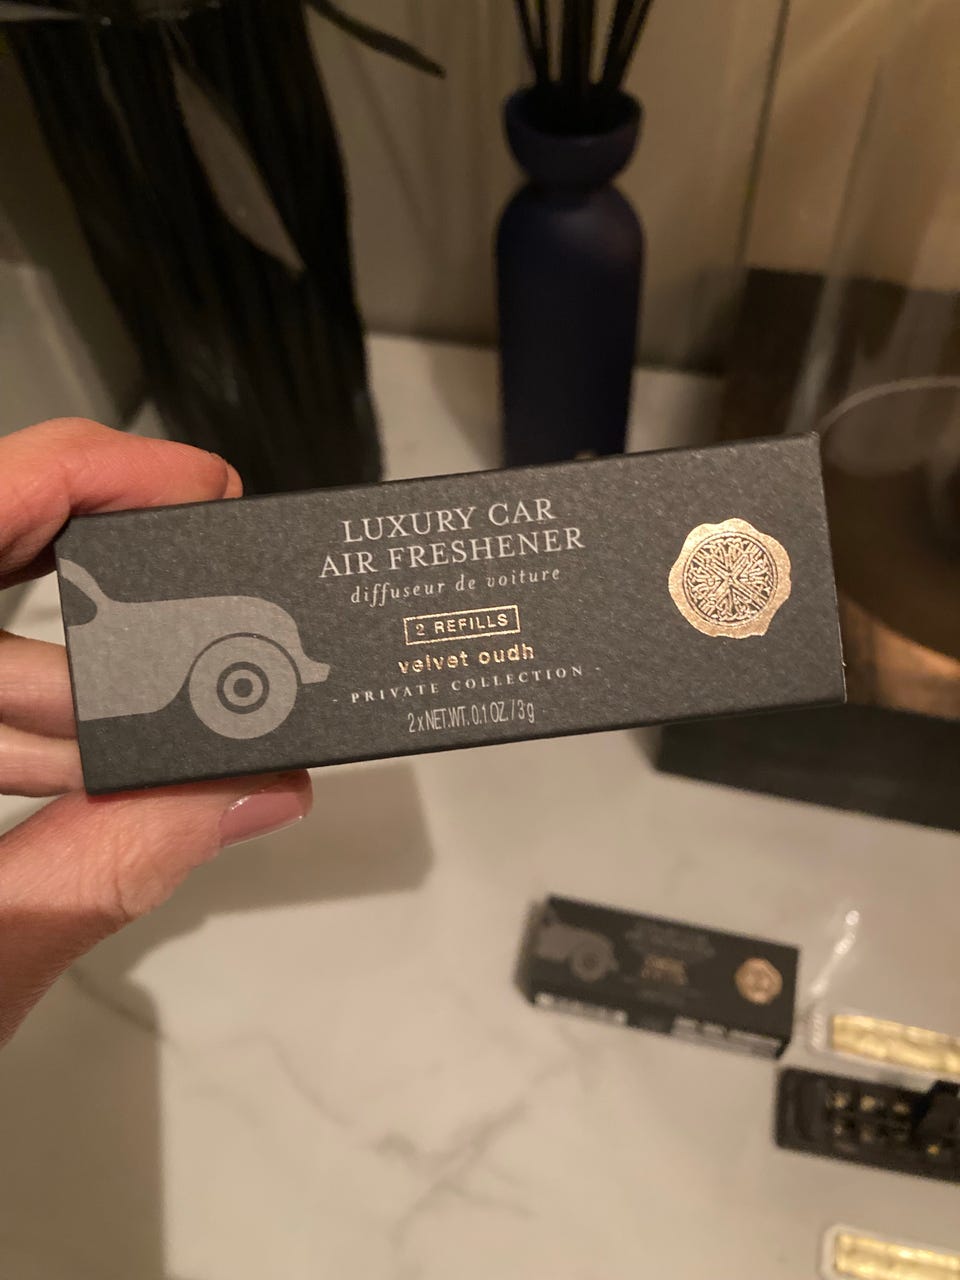 LUXURY CAR
AIR FRESHENER
diffuseur de voiture
2 REFILLS
velvet oudh
- PRIVATE COLLECTION -
2 x NET.WT. 0.1 OZ. / 3 g